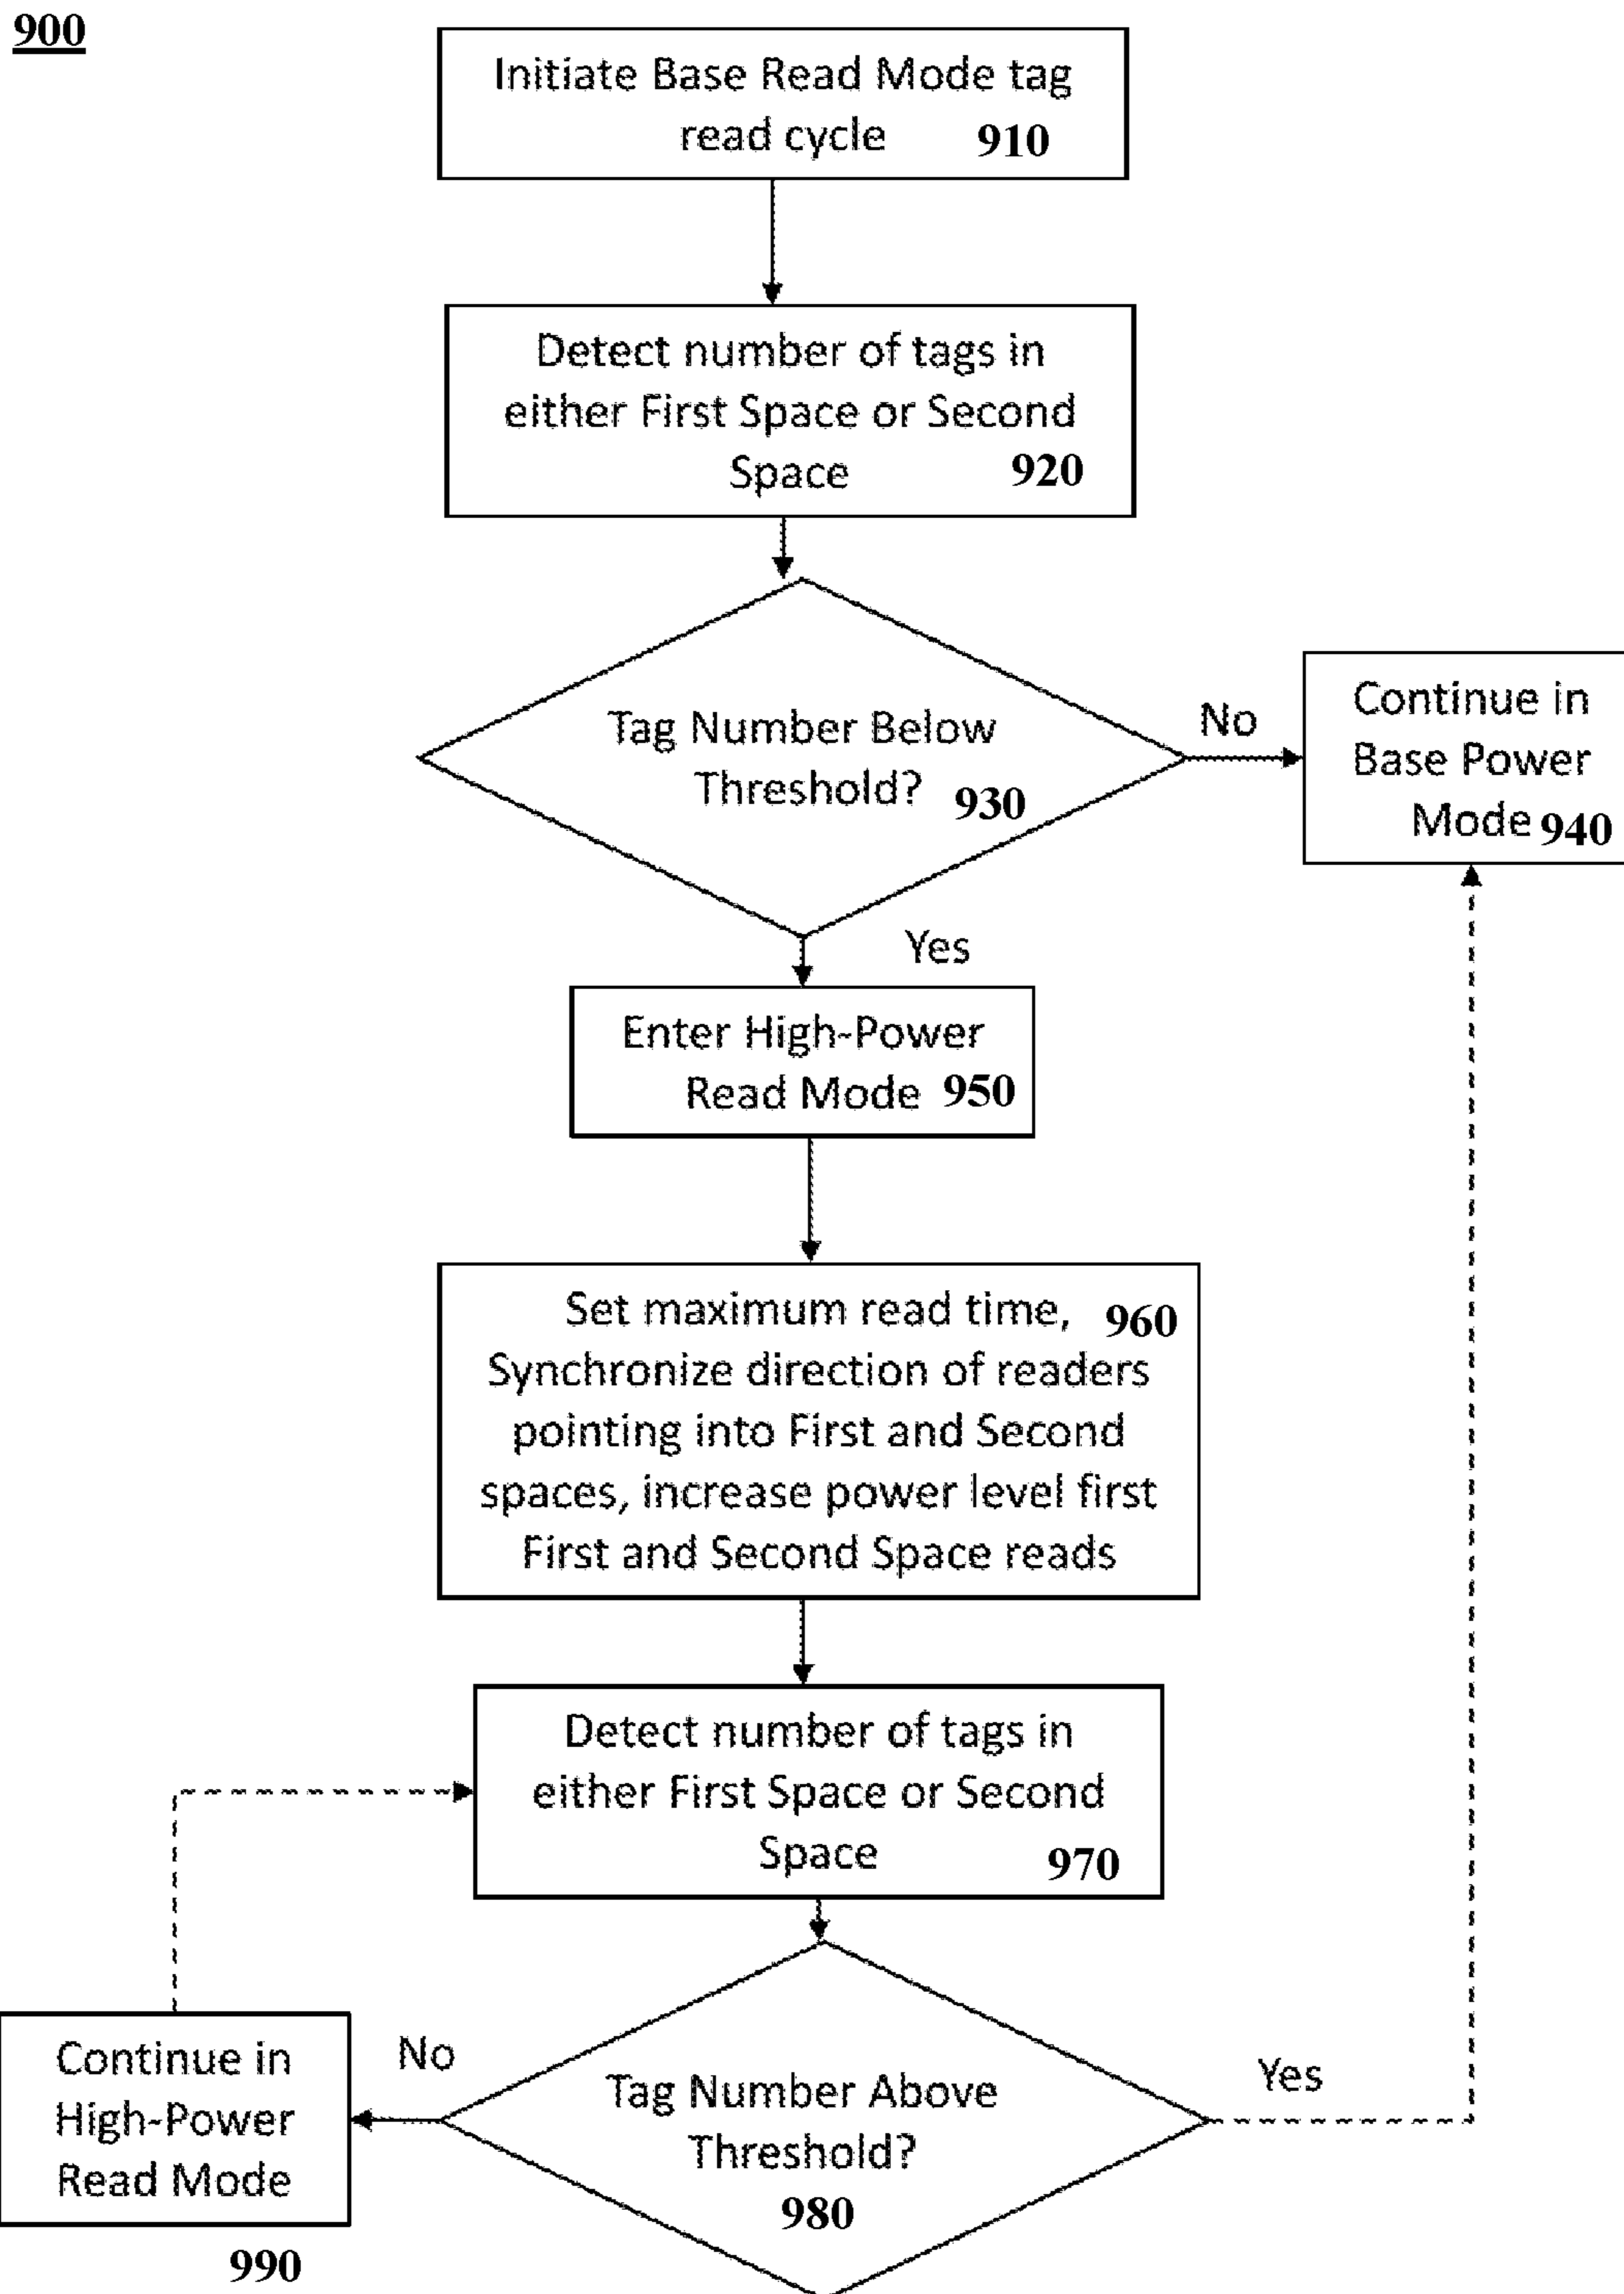 900
Initiate Base Read Mode tag
read cycle 910
Detect number of tags in
either First Space or Second
Space 920
Tag Number Below
Threshold? 930
No
Continue in
Base Power
Mode 940
Yes
Enter High-Power
Read Mode 950
Set maximum read time, 960
Synchronize direction of readers
pointing into First and Second
spaces, increase power level first
First and Second Space reads
Detect number of tags in
either First Space or Second
Space 970
Tag Number Above
Threshold?
980
No
Continue in
High-Power
Read Mode
990
Yes